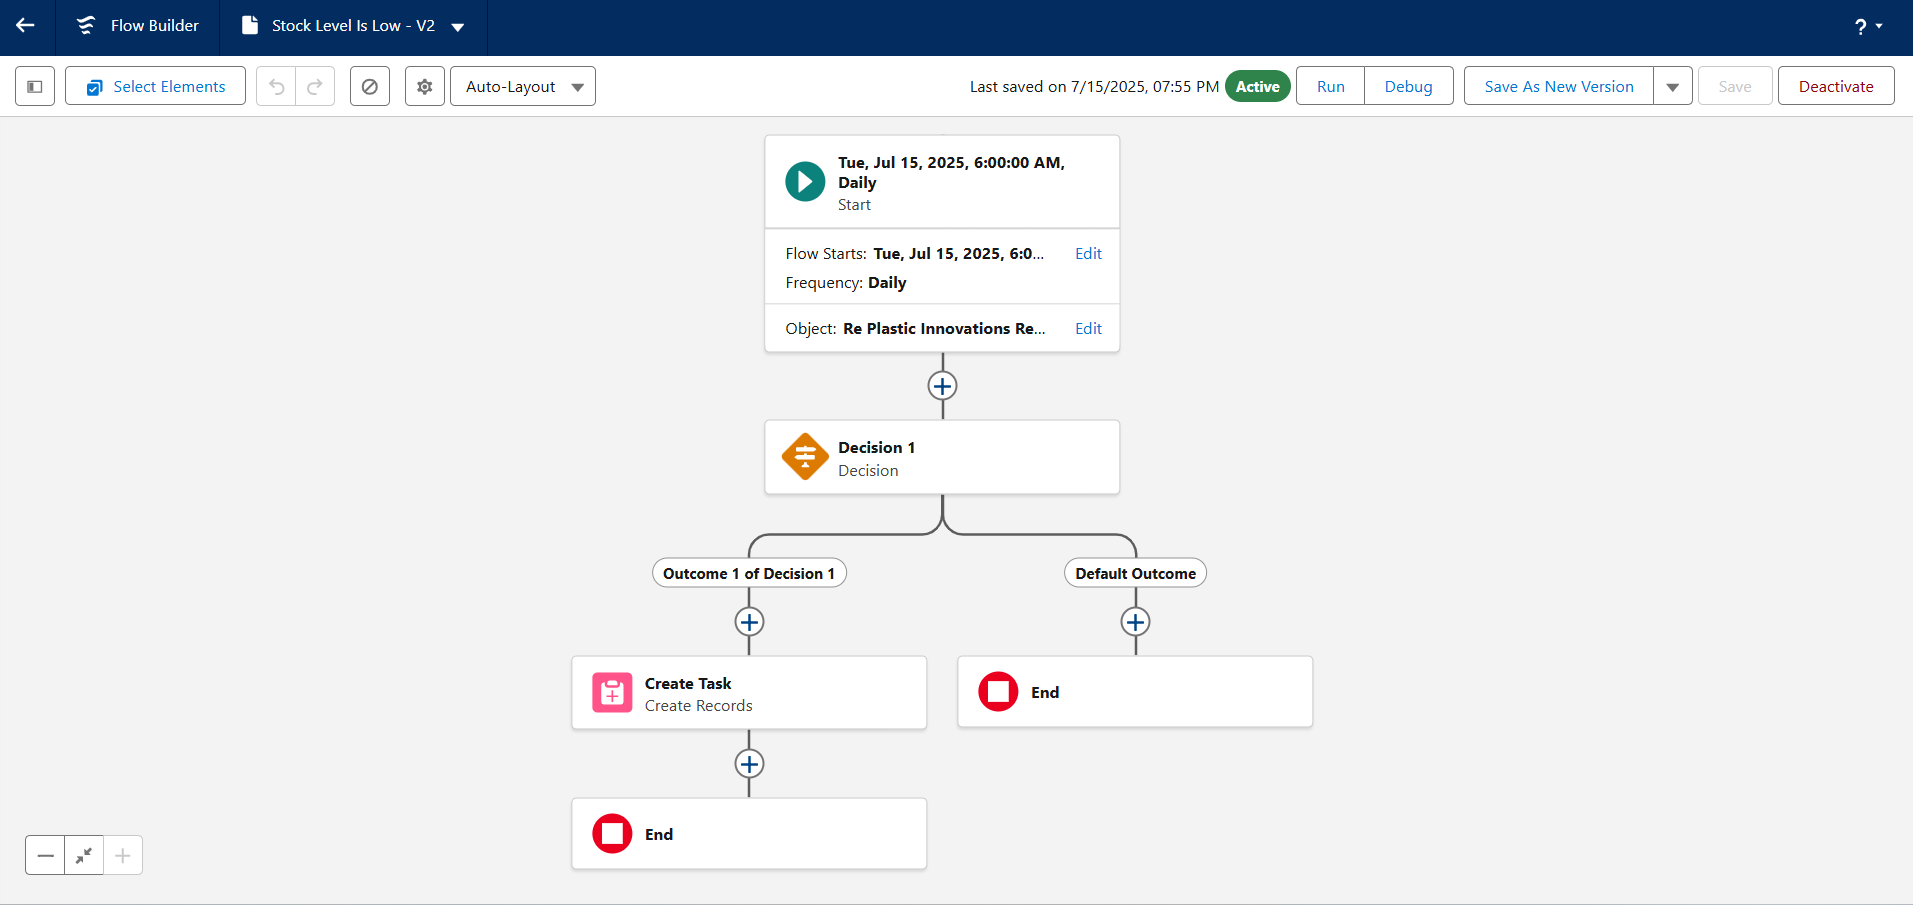 Flow Builder
Stock Level Is Low - V2
?
Select Elements
Auto-Layout
Last saved on 7/15/2025, 07:55 PM
Active
Run
Debug
Save As New Version
Save
Deactivate
Tue, Jul 15, 2025, 6:00:00 AM,
Daily
Start
Flow Starts: Tue, Jul 15, 2025, 6:0...
Edit
Frequency: Daily
Object: Re Plastic Innovations Re...
Edit
Decision 1
Decision
Outcome 1 of Decision 1
Default Outcome
Create Task
Create Records
End
End